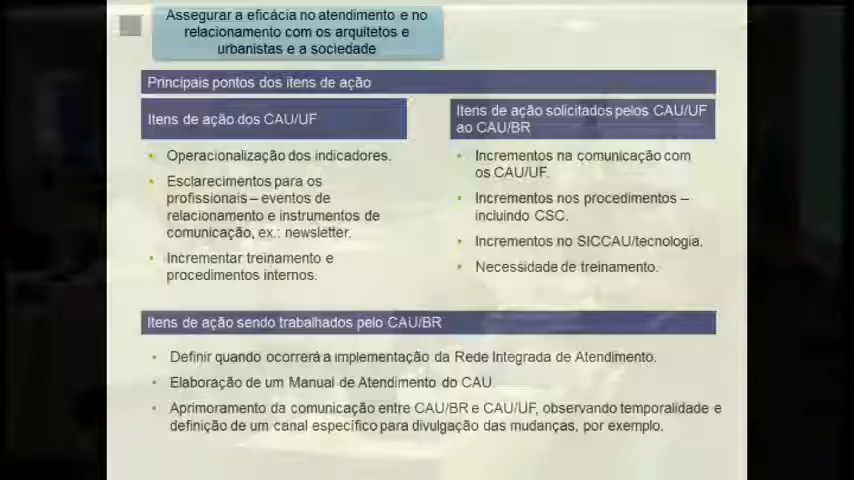 Assegurar a eficácia no atendimento e no
relacionamento com os arquitetos e
urbanistas e a sociedade
Principais pontos dos itens de ação
Itens de ação dos CAU/UF
• Operacionalização dos indicadores.
• Esclarecimentos para os
profissionais – eventos de
relacionamento e instrumentos de
comunicação, ex.: newsletter.
• Incrementar treinamento e
procedimentos internos.
Itens de ação solicitados pelos CAU/UF
ao CAU/BR
• Incrementos na comunicação com
os CAU/UF.
• Incrementos nos procedimentos –
incluindo CSC.
• Incrementos no SICCAU/tecnologia.
• Necessidade de treinamento.
Itens de ação sendo trabalhados pelo CAU/BR
• Definir quando ocorrerá a implementação da Rede Integrada de Atendimento.
• Elaboração de um Manual de Atendimento do CAU.
• Aprimoramento da comunicação entre CAU/BR e CAU/UF, observando temporalidade e
definição de um canal específico para divulgação das mudanças, por exemplo.